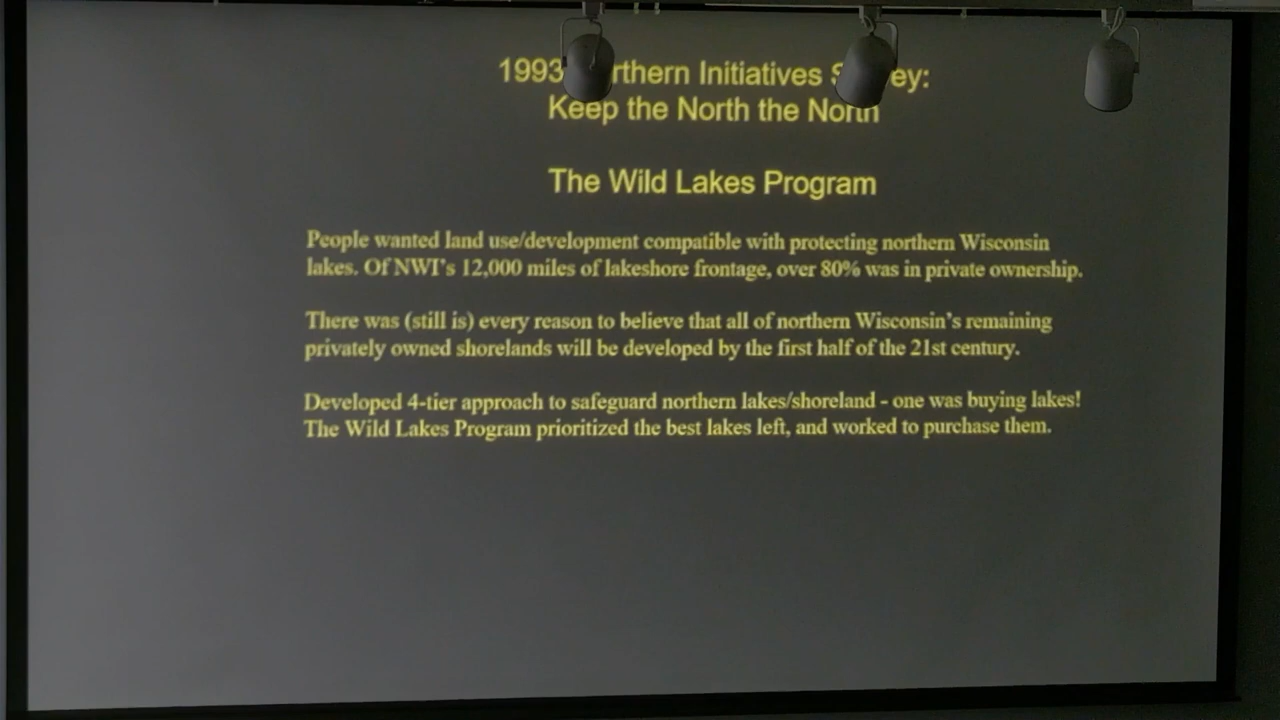 1993 rthern Initiatives S ey:
Keep the North the North
The Wild Lakes Program
People wanted land use/development compatible with protecting northern Wisconsin
lakes. Of NWI's 12,000 miles of lakeshore frontage, over 80% was in private ownership.
There was (still is) every reason to believe that all of northern Wisconsin's remaining
privately owned shorelands will be developed by the first half of the 21st century.
Developed 4-tier approach to safeguard northern lakes/shoreland - one was buying lakes!
The Wild Lakes Program prioritized the best lakes left, and worked to purchase them.